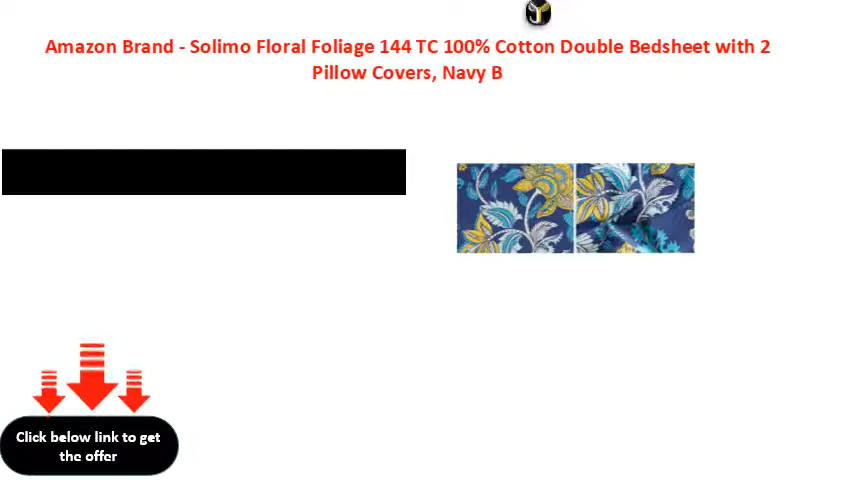 Amazon Brand - Solimo Floral Foliage 144 TC 100% Cotton Double Bedsheet with 2
Pillow Covers, Navy B
Click below link to get
the offer